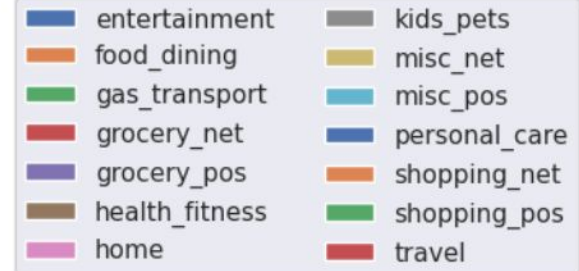 entertainment
food_dining
gas_transport
grocery_net
grocery_pos
health_fitness
home
kids_pets
misc_net
misc_pos
personal_care
shopping_net
shopping_pos
travel